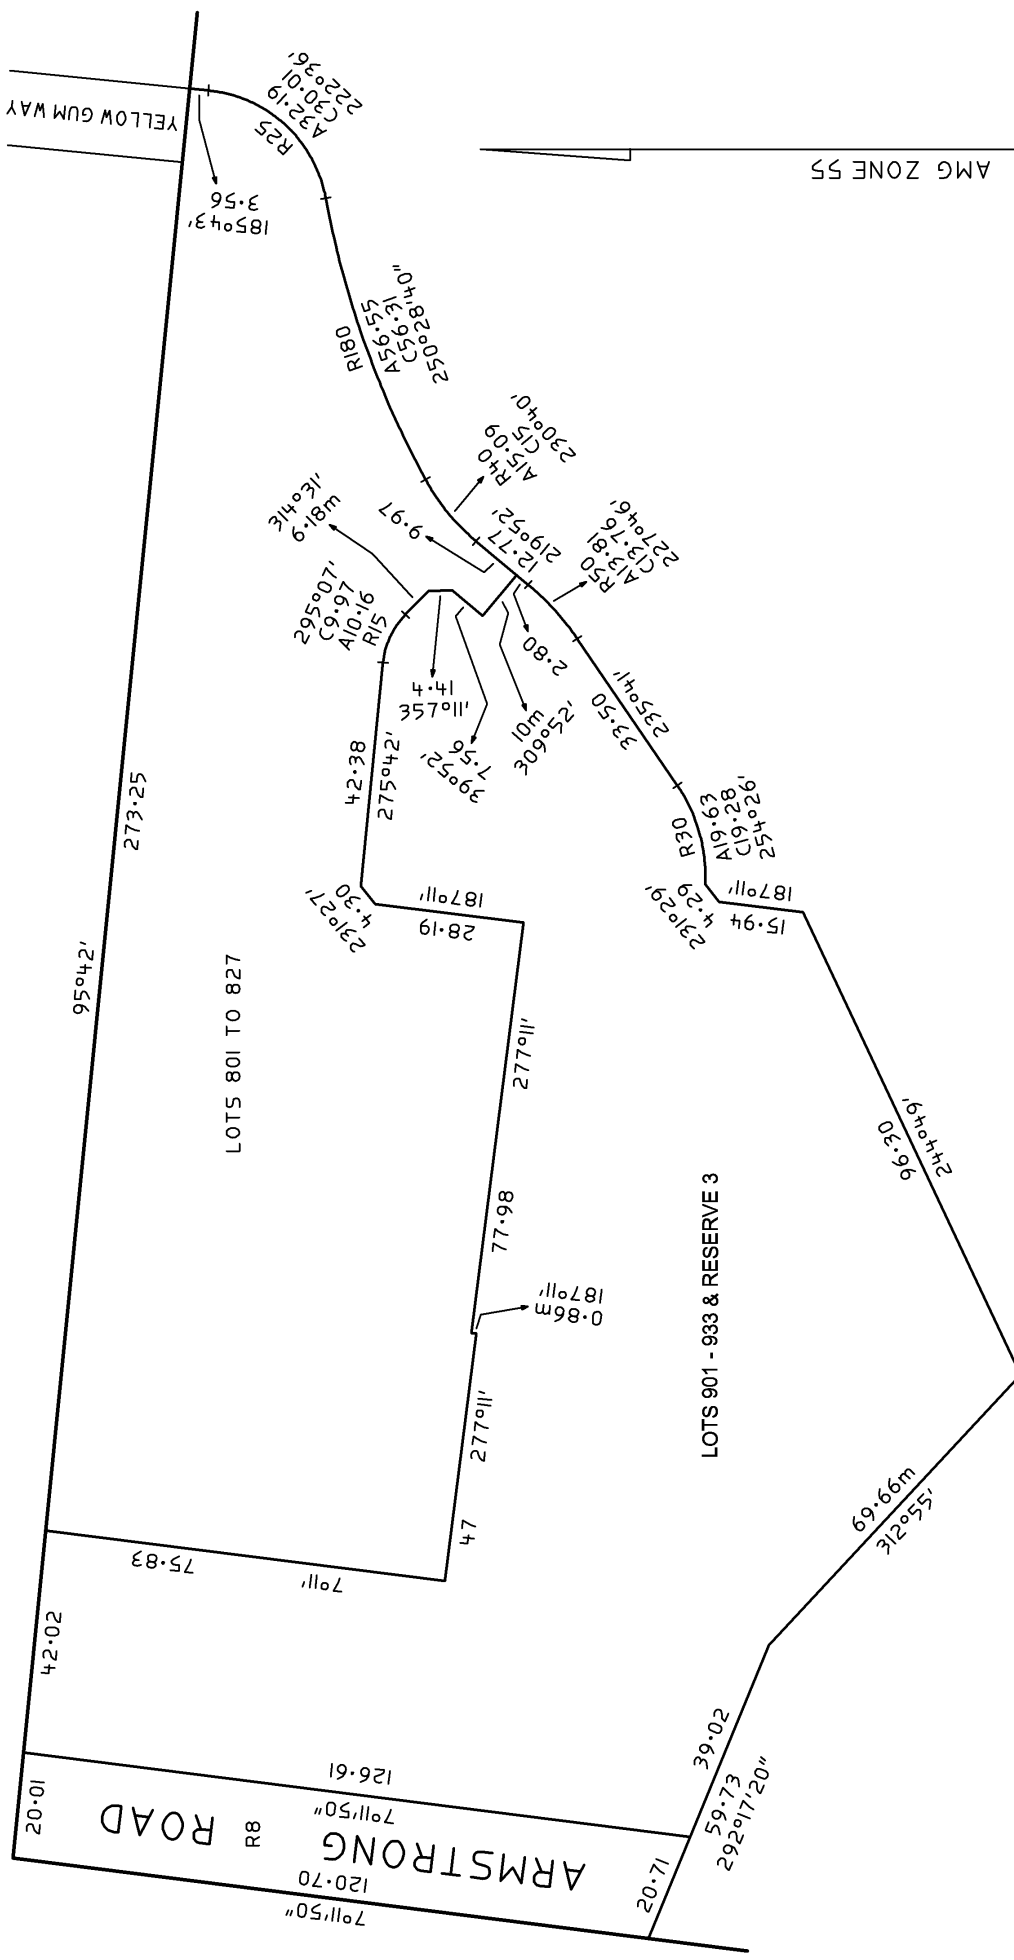 YELLOW GUM WAY
185°43'
3·56
R25
A32·19
C30·01
222°36'
AMG ZONE 55
R180
A56·55
C56·31
250°28'40"
R40
A15·09
C15
230°40'
314°31'
6·18m
9·97
12·77
219°52'
R50
A13·81
C13·76
227°46'
295°07'
C9·97
A10·16
R15
4·14
357°11'
39°52'
7·56
10m
309°52'
2·80
33·50
235°41'
42·38
275°42'
273·25
95°42'
231°27'
4·30
187°11'
28·19
R30
A19·63
C19·28
254°26'
231°29'
4·29
187°11'
15·94
LOTS 801 TO 827
277°11'
77·98
0·86m
187°11'
277°11'
47
96·30
244°49'
LOTS 901 - 933 & RESERVE 3
69·66m
312°55'
75·83
7°11'
42·02
20·01
126·61
7°11'50"
ARMSTRONG ROAD
R8
120·70
7°11'50"
39·02
59·73
292°17'20"
20·71